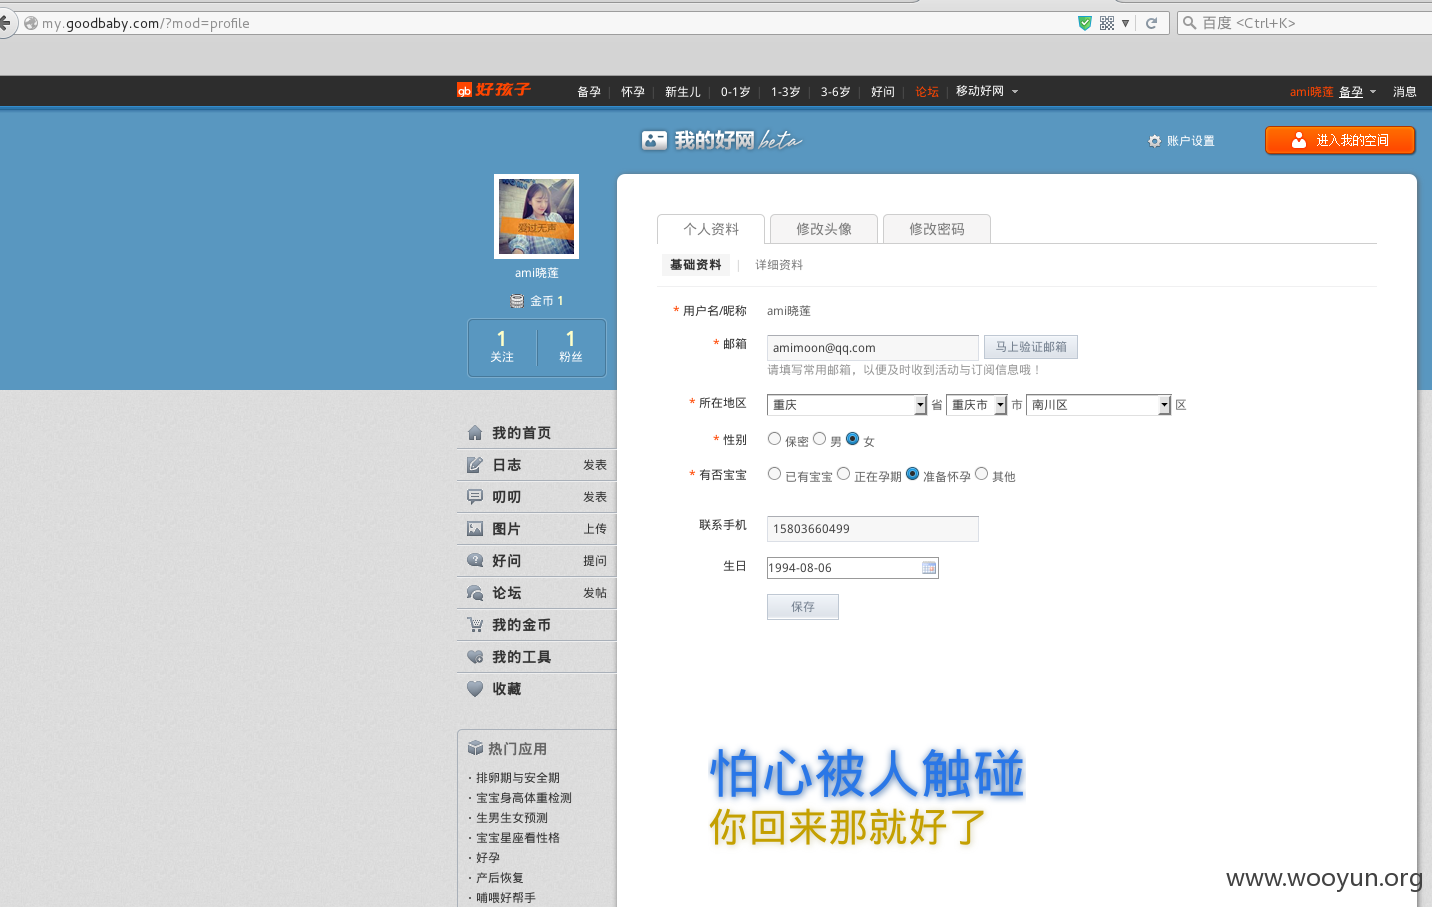 my.goodbaby.com/?mod=profile
百度 <Ctrl+K>
gb 好孩子 备孕 怀孕 新生儿 0-1岁 1-3岁 3-6岁 好问 论坛 移动好网 ami晓莲 备孕 消息
我的好网 beta
账户设置
进入我的空间
爱过无声
ami晓莲
金币 1
1 1
关注 粉丝
我的首页
日志 发表
叨叨 发表
图片 上传
好问 提问
论坛 发帖
我的金币
我的工具
收藏
热门应用
· 排卵期与安全期
· 宝宝身高体重检测
· 生男生女预测
· 宝宝星座看性格
· 好孕
· 产后恢复
· 哺喂好帮手
个人资料 修改头像 修改密码
基础资料 | 详细资料
* 用户名/昵称 ami晓莲
* 邮箱 amimoon@qq.com 马上验证邮箱
请填写常用邮箱，以便及时收到活动与订阅信息哦！
* 所在地区 重庆 省 重庆市 市 南川区 区
* 性别 保密 男 女
* 有否宝宝 已有宝宝 正在孕期 准备怀孕 其他
联系手机 15803660499
生日 1994-08-06
保存
怕心被人触碰
你回来那就好了
www.wooyun.org